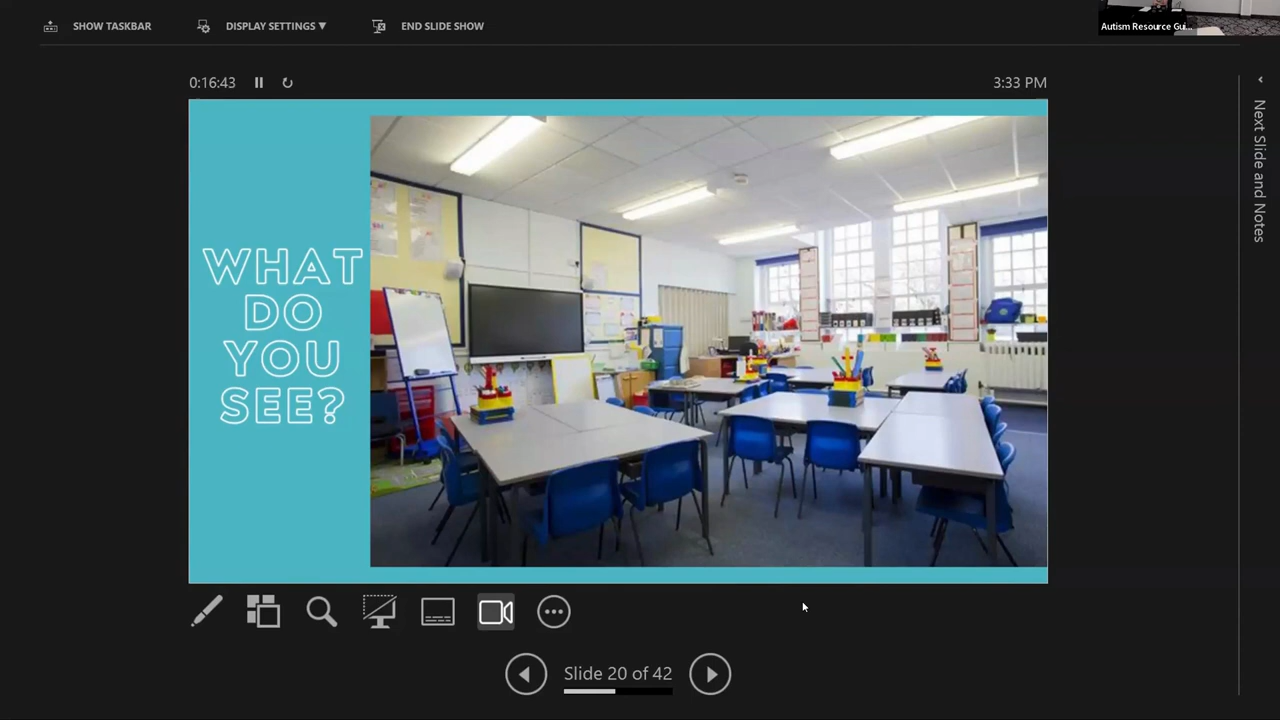 SHOW TASKBAR
DISPLAY SETTINGS ▼
END SLIDE SHOW
Autism Resource Gui...
0:16:43
3:33 PM
WHAT
DO
YOU
SEE?
Next Slide and Notes
Slide 20 of 42